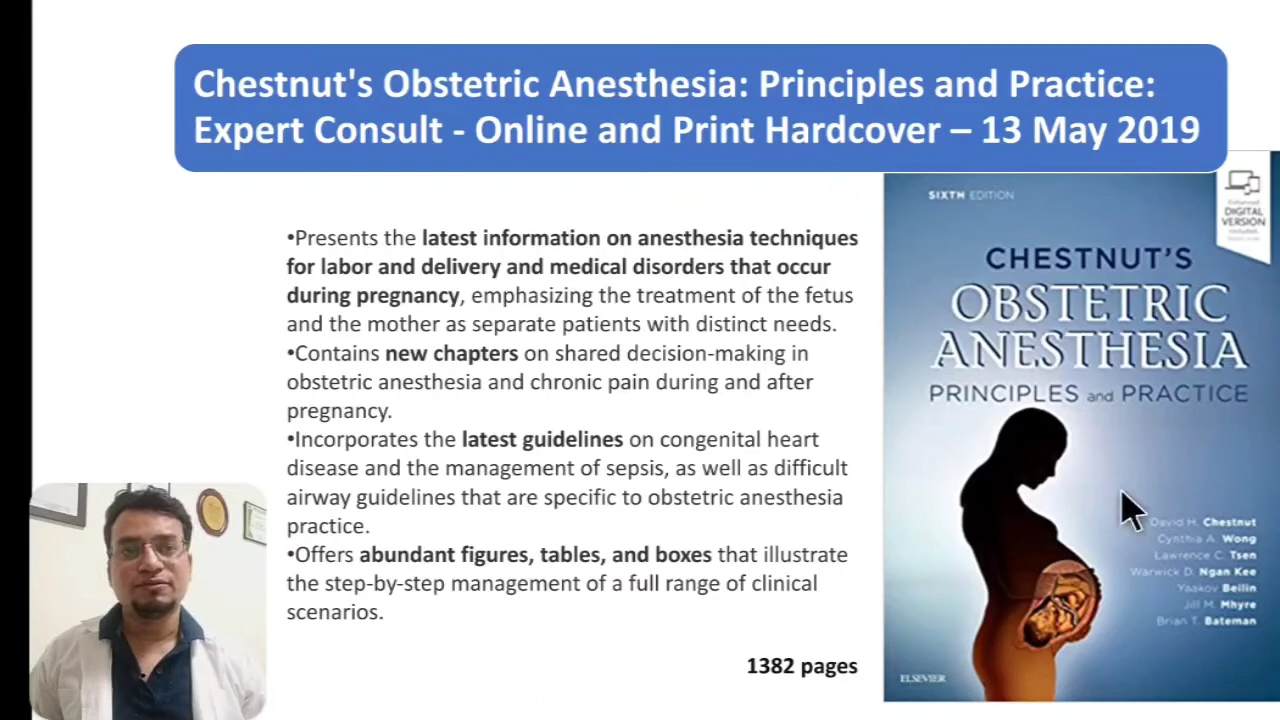 Chestnut's Obstetric Anesthesia: Principles and Practice:
Expert Consult - Online and Print Hardcover – 13 May 2019
•Presents the latest information on anesthesia techniques
for labor and delivery and medical disorders that occur
during pregnancy, emphasizing the treatment of the fetus
and the mother as separate patients with distinct needs.
•Contains new chapters on shared decision-making in
obstetric anesthesia and chronic pain during and after
pregnancy.
•Incorporates the latest guidelines on congenital heart
disease and the management of sepsis, as well as difficult
airway guidelines that are specific to obstetric anesthesia
practice.
•Offers abundant figures, tables, and boxes that illustrate
the step-by-step management of a full range of clinical
scenarios.
1382 pages
SIXTH EDITION
Enhanced
DIGITAL
VERSION
Included
CHESTNUT'S
OBSTETRIC
ANESTHESIA
PRINCIPLES and PRACTICE
David H. Chestnut
Cynthia A. Wong
Lawrence C. Tsen
Warwick D. Ngan Kee
Yaakov Beilin
Jill M. Mhyre
Brian T. Bateman
ELSEVIER